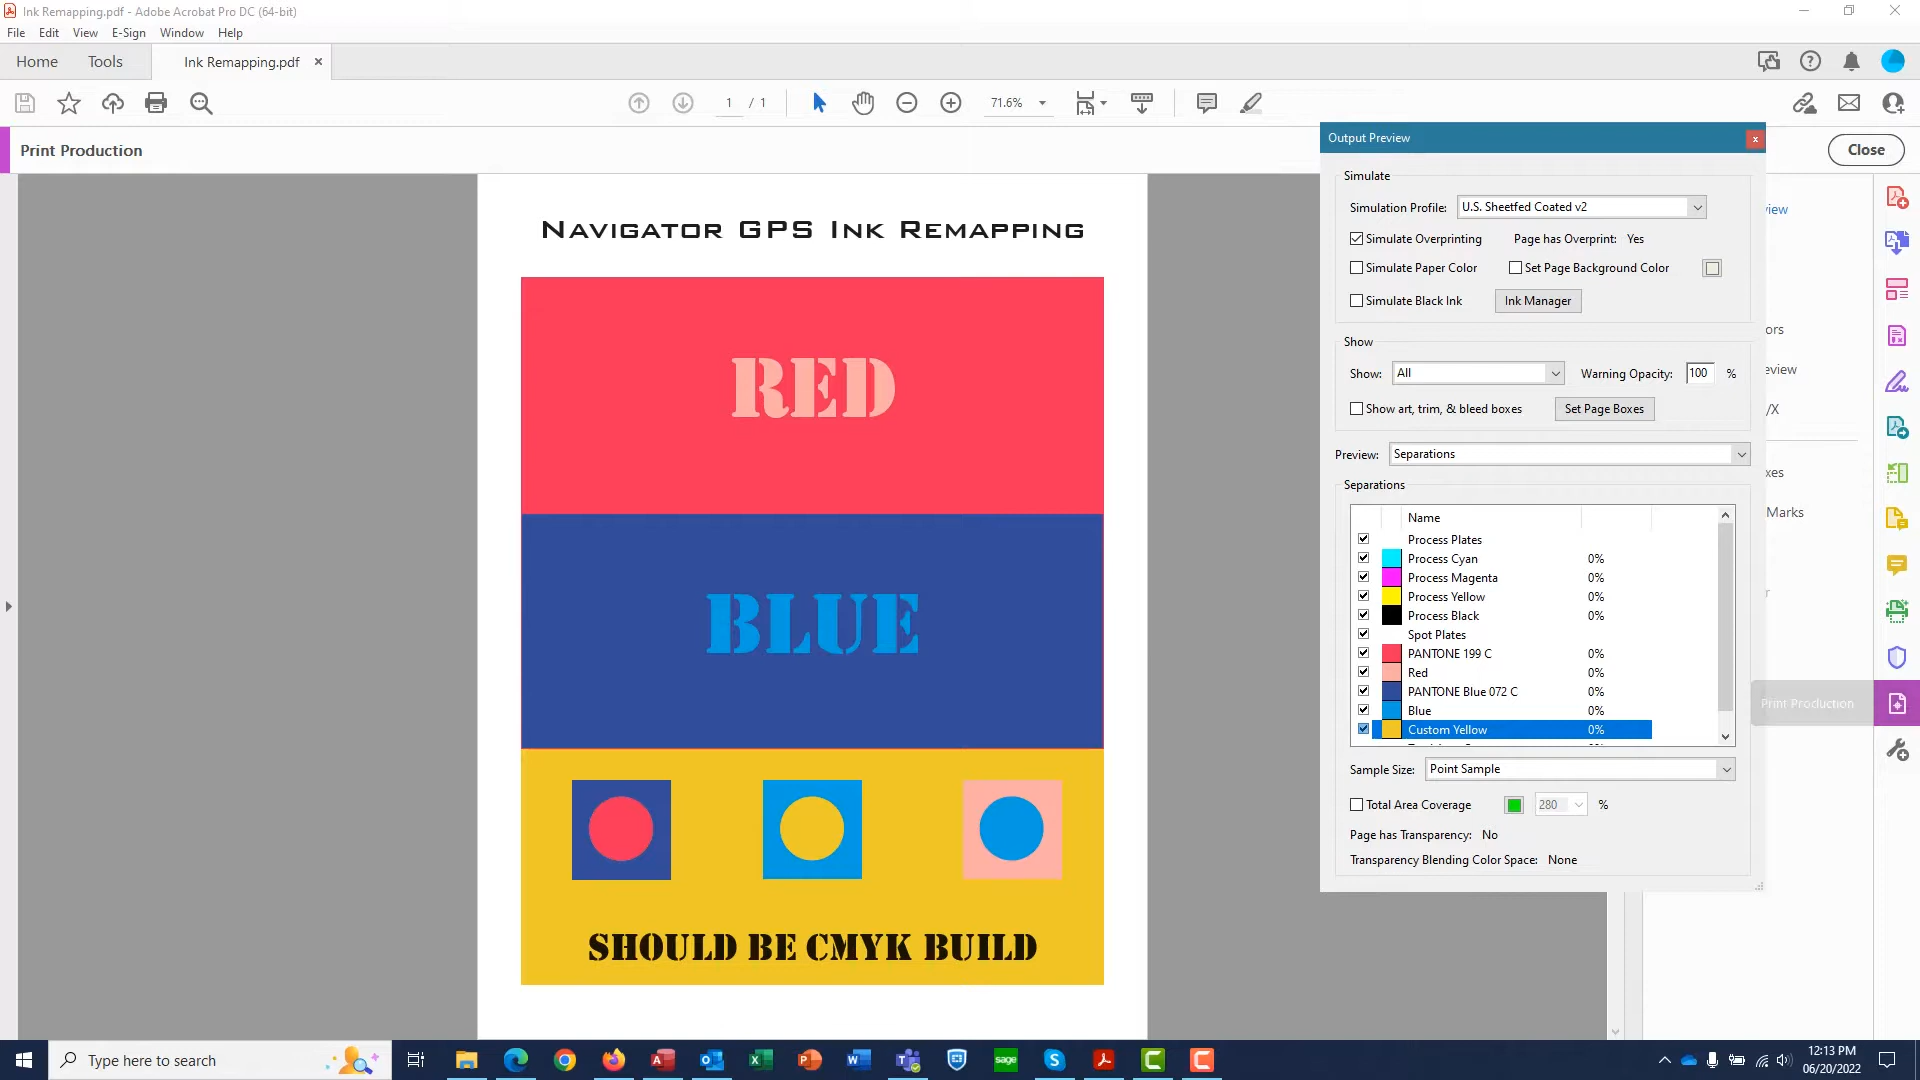 Ink Remapping.pdf - Adobe Acrobat Pro DC (64-bit)
File Edit View E-Sign Window Help
Home Tools Ink Remapping.pdf
1 / 1 71.6%
Print Production
Close
NAVIGATOR GPS INK REMAPPING
RED
BLUE
SHOULD BE CMYK BUILD
Output Preview
Simulate
Simulation Profile: U.S. Sheetfed Coated v2
Simulate Overprinting Page has Overprint: Yes
Simulate Paper Color Set Page Background Color
Simulate Black Ink Ink Manager
Show
Show: All Warning Opacity: 100 %
Show art, trim, & bleed boxes Set Page Boxes
Preview: Separations
Separations
Name
Process Plates
Process Cyan 0%
Process Magenta 0%
Process Yellow 0%
Process Black 0%
Spot Plates
PANTONE 199 C 0%
Red 0%
PANTONE Blue 072 C 0%
Blue 0%
Custom Yellow 0%
Sample Size: Point Sample
Total Area Coverage 280 %
Page has Transparency: No
Transparency Blending Color Space: None
iew
ors
eview
/X
xes
Marks
Print Production
Type here to search
sage
12:13 PM
06/20/2022